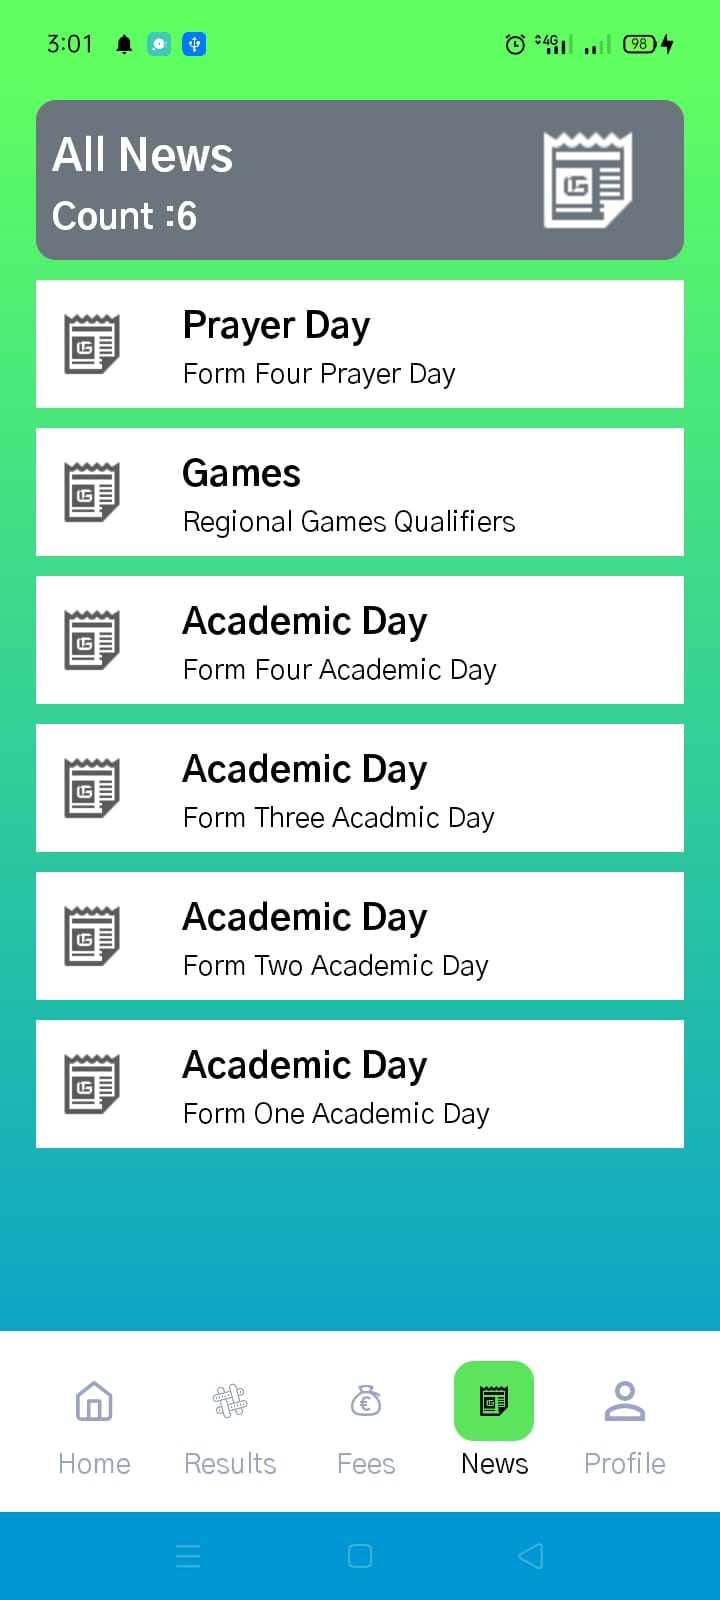 3:01 4G 98
All News
Count :6
Prayer Day
Form Four Prayer Day
Games
Regional Games Qualifiers
Academic Day
Form Four Academic Day
Academic Day
Form Three Acadmic Day
Academic Day
Form Two Academic Day
Academic Day
Form One Academic Day
Home Results Fees News Profile